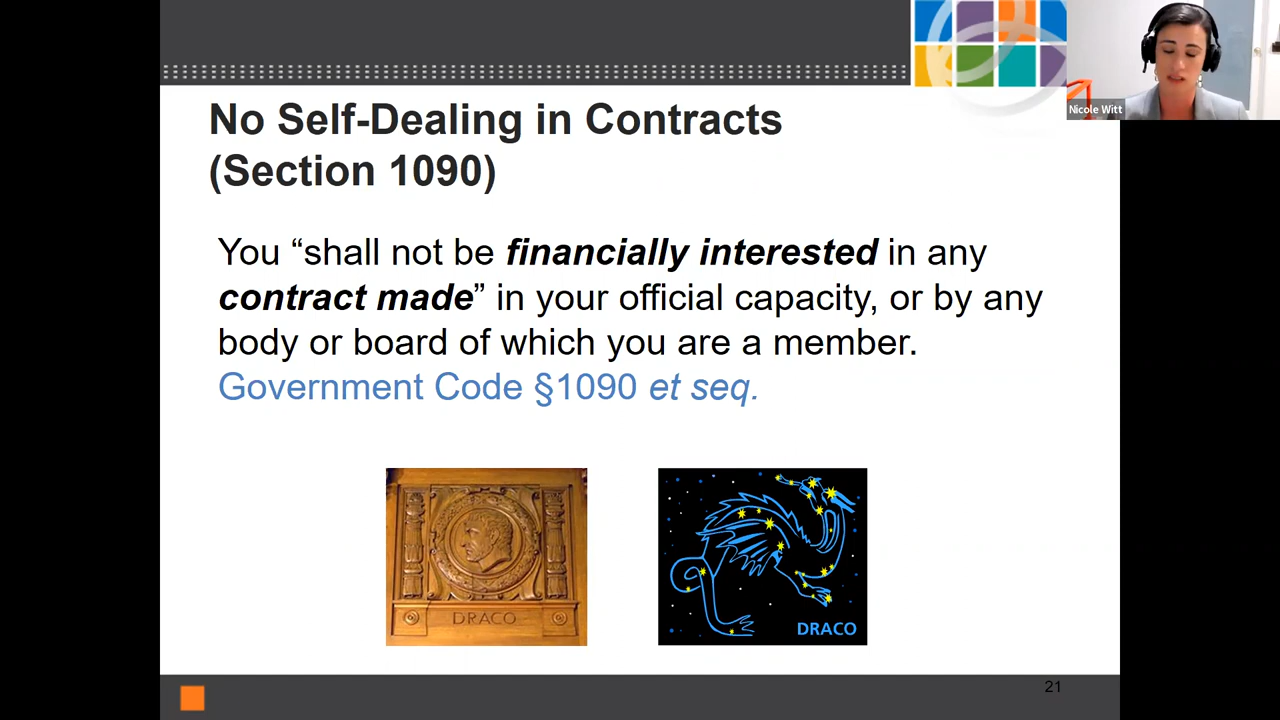 Nicole Witt
No Self-Dealing in Contracts
(Section 1090)
You “shall not be financially interested in any
contract made” in your official capacity, or by any
body or board of which you are a member.
Government Code §1090 et seq.
DRACO
DRACO
21